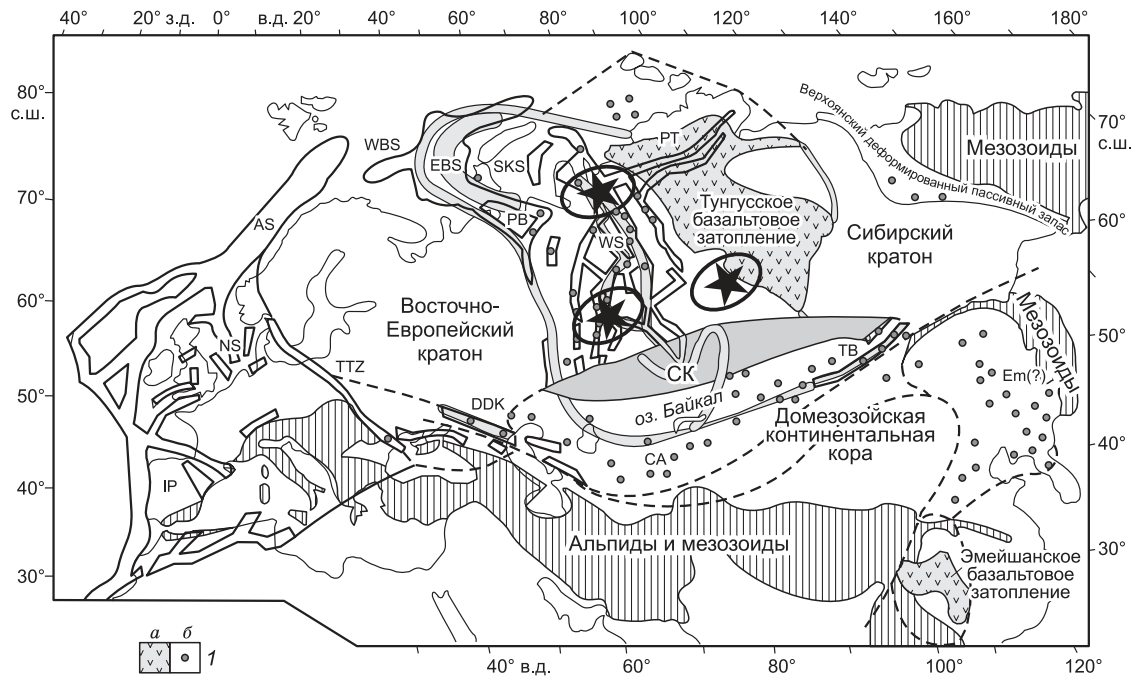 40° 20° з.д. 0° в.д. 20° 40° 60° 80° 100° 120° 140° 160° 180°
80°
с.ш.
70°
60°
50°
40°
30°
70°
с.ш.
60°
50°
40°
30°
WBS
EBS
SKS
PT
Верхоянский деформированный пассивный запас
Мезозоиды
AS
PB
WS
Тунгусское
базальтовое
затопление
Сибирский
кратон
Восточно-
Европейский
кратон
NS
TTZ
СК
TB
Мезозоиды
Em(?)
DDK
оз. Байкал
Домезозойская
континентальная
кора
CA
IP
Альпиды и мезозоиды
Эмейшанское
базальтовое
затопление
а б
1
40° в.д. 60° 80° 100° 120°